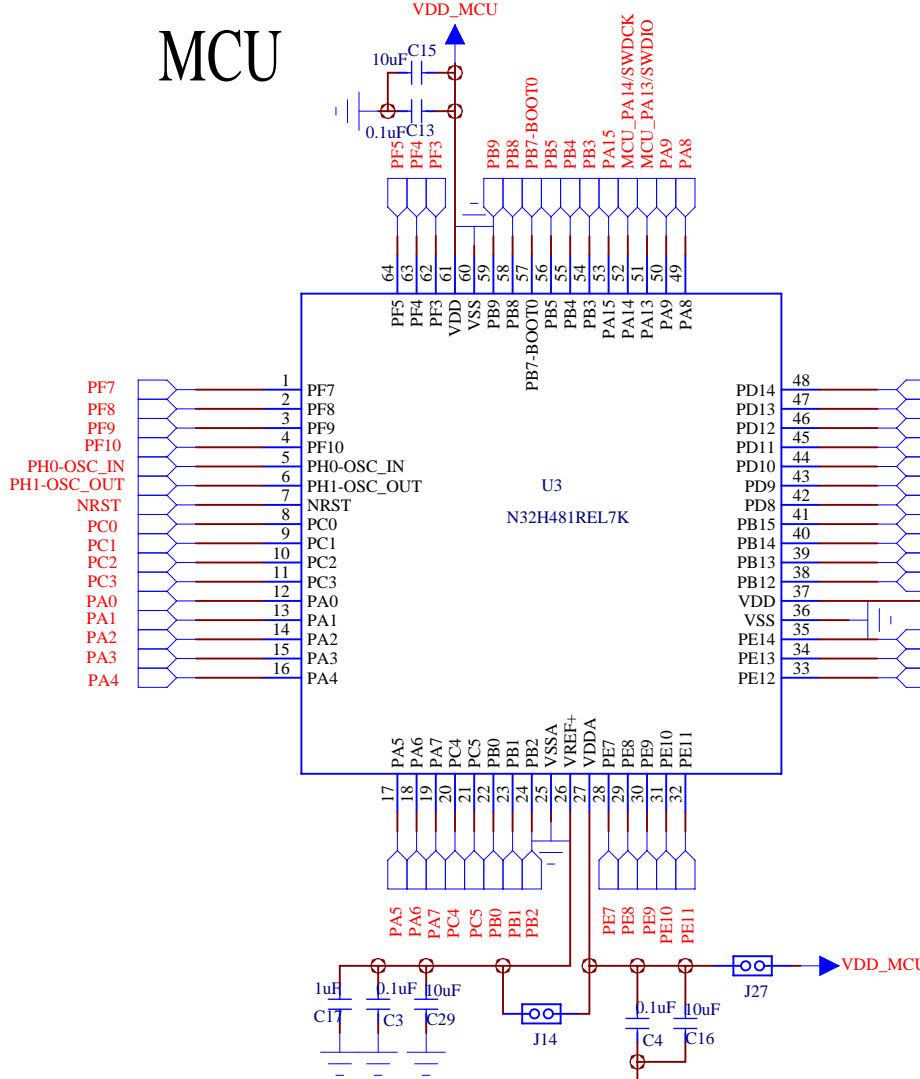 VDD_MCU
MCU
10uF
C15
0.1uF
C13
PF5
PF4
PF3
PB9
PB8
PB7-BOOT0
PB5
PB4
PB3
PA15
MCU_PA14/SWDCK
MCU_PA13/SWDIO
PA9
PA8
64
63
62
61
60
59
58
57
56
55
54
53
52
51
50
49
PF5
PF4
PF3
VDD
VSS
PB9
PB8
PB7-BOOT0
PB5
PB4
PB3
PA15
PA14
PA13
PA9
PA8
PF7 1 PF7
PF8 2 PF8
PF9 3 PF9
PF10 4 PF10
PH0-OSC_IN 5 PH0-OSC_IN
PH1-OSC_OUT 6 PH1-OSC_OUT
NRST 7 NRST
PC0 8 PC0
PC1 9 PC1
PC2 10 PC2
PC3 11 PC3
PA0 12 PA0
PA1 13 PA1
PA2 14 PA2
PA3 15 PA3
PA4 16 PA4
U3
N32H481REL7K
PD14 48
PD13 47
PD12 46
PD11 45
PD10 44
PD9 43
PD8 42
PB15 41
PB14 40
PB13 39
PB12 38
VDD 37
VSS 36
PE14 35
PE13 34
PE12 33
PA5
PA6
PA7
PC4
PC5
PB0
PB1
PB2
VSSA
VREF+
VDDA
PE7
PE8
PE9
PE10
PE11
17
18
19
20
21
22
23
24
25
26
27
28
29
30
31
32
PA5
PA6
PA7
PC4
PC5
PB0
PB1
PB2
PE7
PE8
PE9
PE10
PE11
VDD_MCU
J27
1uF
C17
0.1uF
C3
10uF
C29
J14
0.1uF
C4
10uF
C16